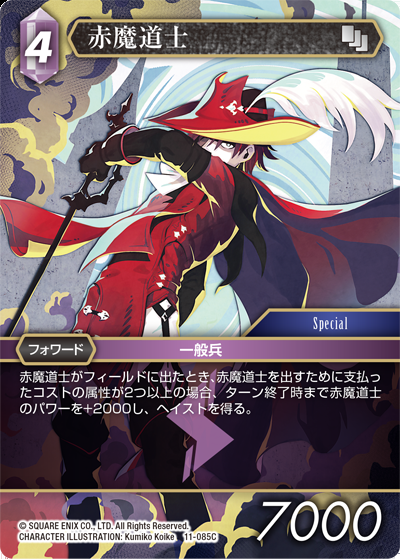 4
赤魔道士
Special
フォワード
一般兵
赤魔道士がフィールドに出たとき、赤魔道士を出すために支払っ
たコストの属性が2つ以上の場合、ターン終了時まで赤魔道士
のパワーを+2000し、ヘイストを得る。
© SQUARE ENIX CO., LTD. All Rights Reserved.
CHARACTER ILLUSTRATION: Kumiko Koike 11-085C
7000